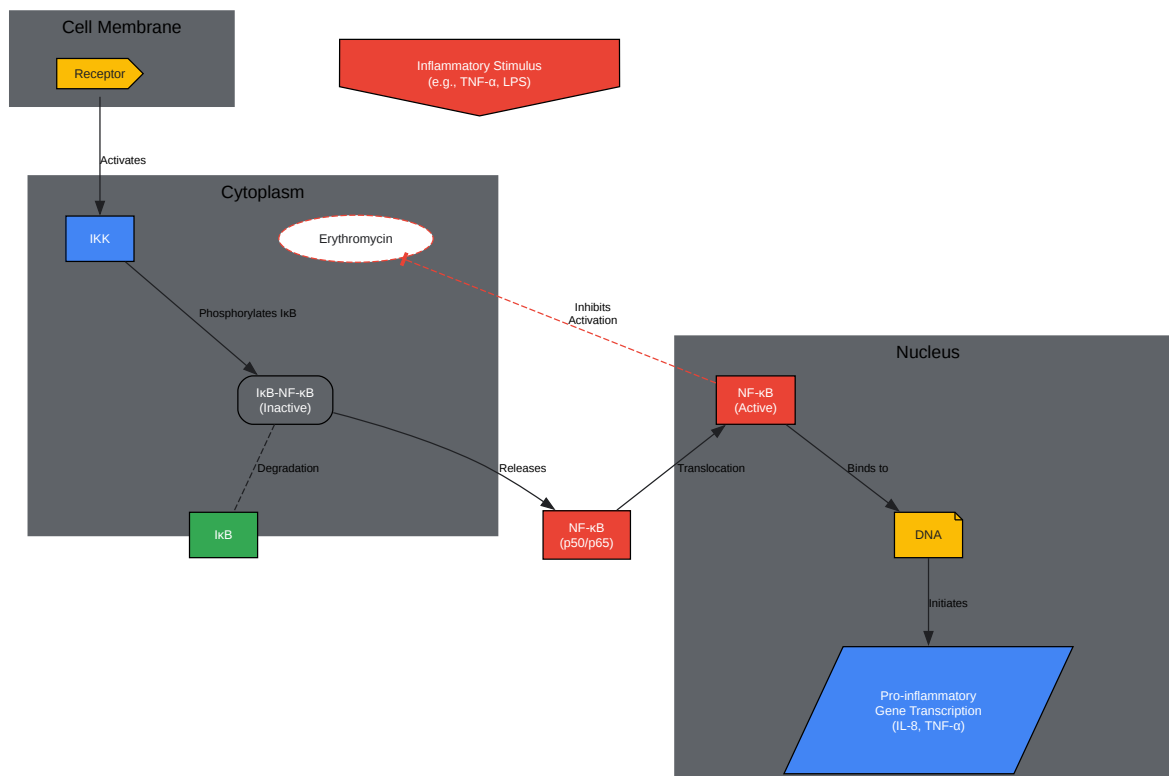 Cell Membrane
Receptor
Inflammatory Stimulus
(e.g., TNF-α, LPS)
Activates
Cytoplasm
IKK
Erythromycin
Phosphorylates IκB
Inhibits
Activation
Nucleus
IκB-NF-κB
(Inactive)
NF-κB
(Active)
Degradation
Releases
Translocation
Binds to
IκB
NF-κB
(p50/p65)
DNA
Initiates
Pro-inflammatory
Gene Transcription
(IL-8, TNF-α)